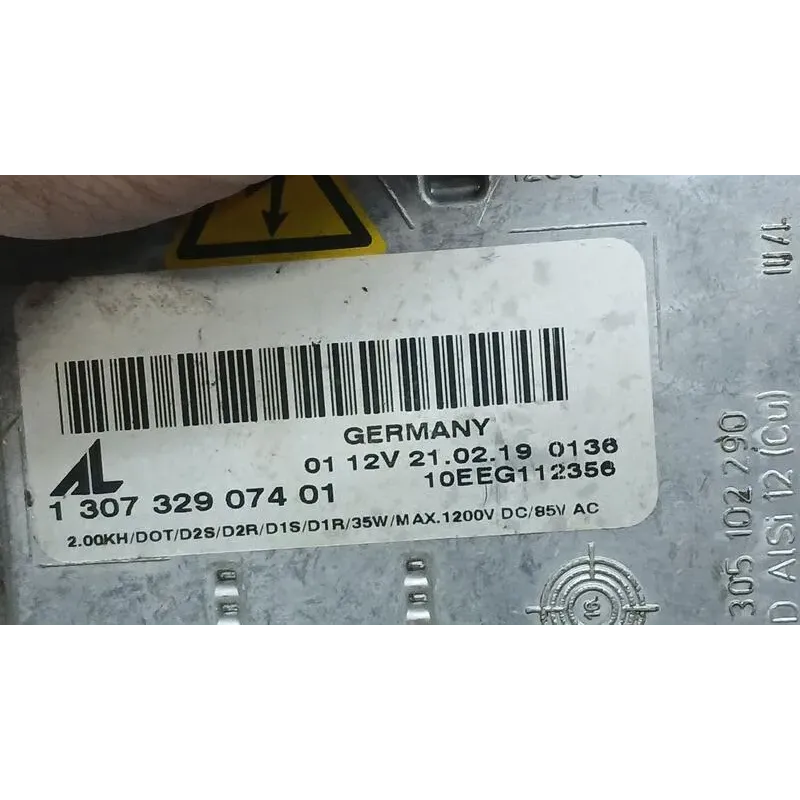 GERMANY
01 12V 21.02.19 0136
AL
10EEG112356
1 307 329 074 01
2.00KH/DOT/D2S/D2R/D1S/D1R/35W/MAX.1200V DC/85V AC
305 102 290
D AlSi 12 (Cu)